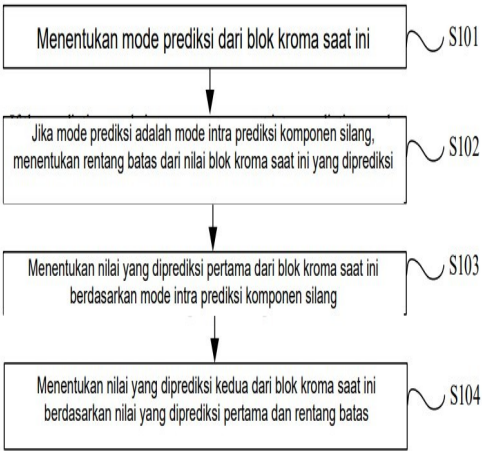 Menentukan mode prediksi dari blok kroma saat ini
S101
Jika mode prediksi adalah mode intra prediksi komponen silang,
menentukan rentang batas dari nilai blok kroma saat ini yang diprediksi
S102
Menentukan nilai yang diprediksi pertama dari blok kroma saat ini
berdasarkan mode intra prediksi komponen silang
S103
Menentukan nilai yang diprediksi kedua dari blok kroma saat ini
berdasarkan nilai yang diprediksi pertama dan rentang batas
S104